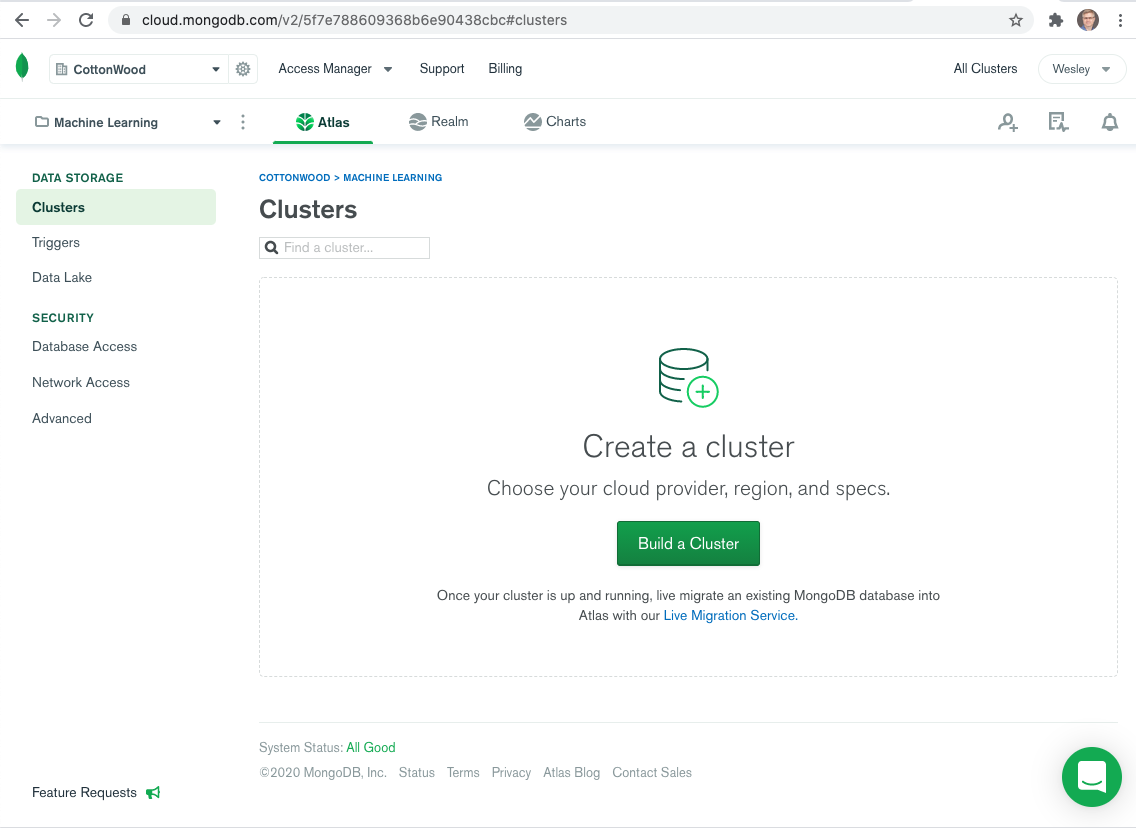 cloud.mongodb.com/v2/5f7e788609368b6e90438cbc#clusters
CottonWood
Access Manager
Support
Billing
All Clusters
Wesley
Machine Learning
Atlas
Realm
Charts
DATA STORAGE
Clusters
Triggers
Data Lake
SECURITY
Database Access
Network Access
Advanced
COTTONWOOD > MACHINE LEARNING
Clusters
Find a cluster...
Create a cluster
Choose your cloud provider, region, and specs.
Build a Cluster
Once your cluster is up and running, live migrate an existing MongoDB database into
Atlas with our Live Migration Service.
System Status: All Good
©2020 MongoDB, Inc. Status Terms Privacy Atlas Blog Contact Sales
Feature Requests